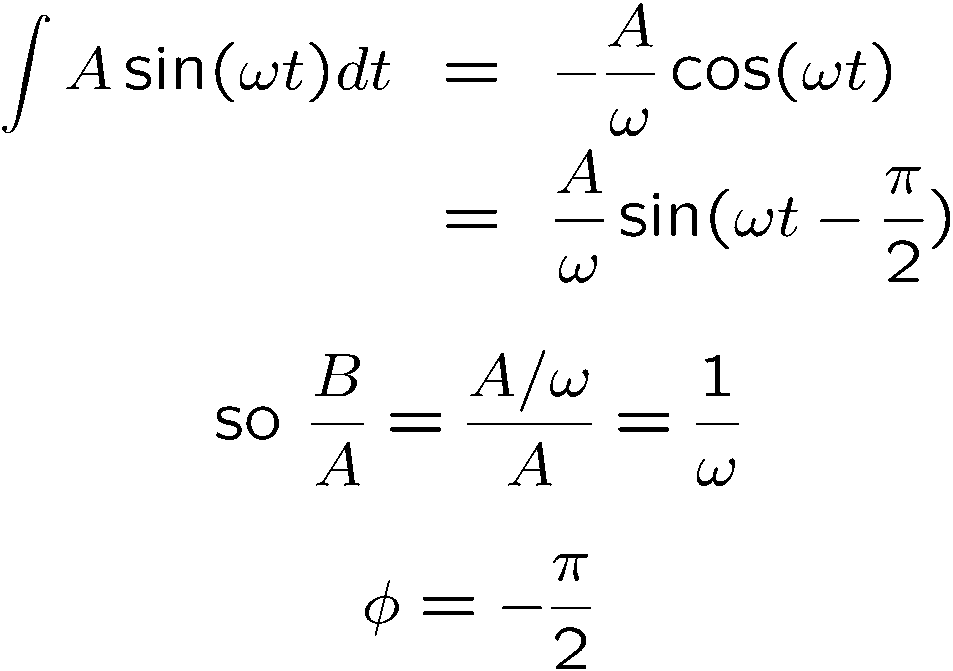 ∫ A sin(ωt)dt = −A/ω cos(ωt)
= A/ω sin(ωt − π/2)
so B/A = (A/ω)/A = 1/ω
ϕ = −π/2